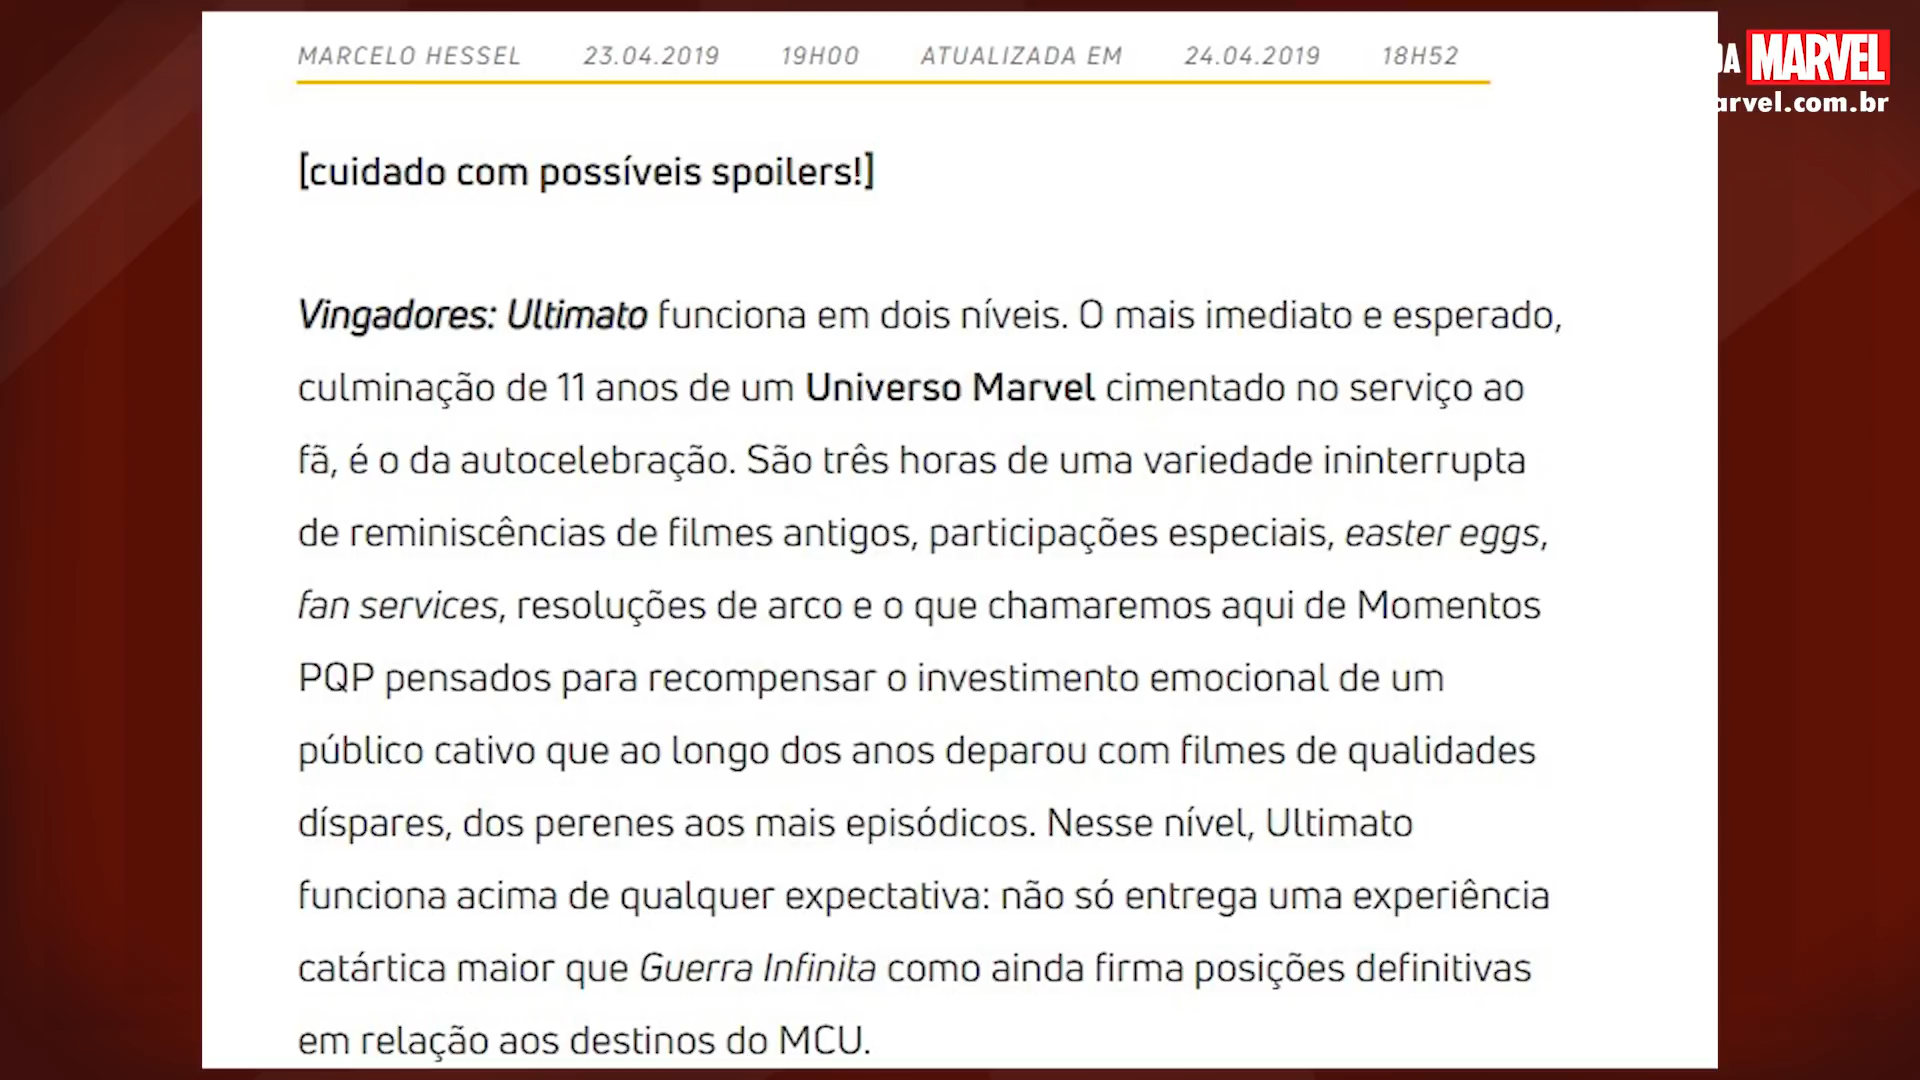 MARCELO HESSEL 23.04.2019 19H00 ATUALIZADA EM 24.04.2019 18H52
MARVEL
arvel.com.br
[cuidado com possíveis spoilers!]
Vingadores: Ultimato funciona em dois níveis. O mais imediato e esperado,
culminação de 11 anos de um Universo Marvel cimentado no serviço ao
fã, é o da autocelebração. São três horas de uma variedade ininterrupta
de reminiscências de filmes antigos, participações especiais, easter eggs,
fan services, resoluções de arco e o que chamaremos aqui de Momentos
PQP pensados para recompensar o investimento emocional de um
público cativo que ao longo dos anos deparou com filmes de qualidades
díspares, dos perenes aos mais episódicos. Nesse nível, Ultimato
funciona acima de qualquer expectativa: não só entrega uma experiência
catártica maior que Guerra Infinita como ainda firma posições definitivas
em relação aos destinos do MCU.